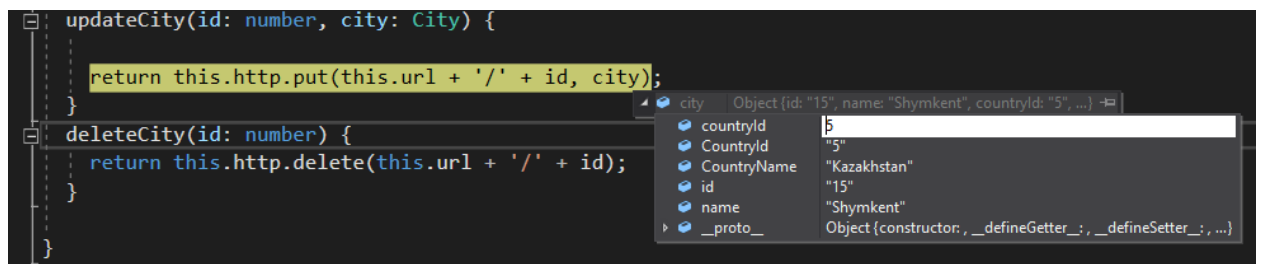 updateCity(id: number, city: City) {
return this.http.put(this.url + '/' + id, city);
}
city Object {id: "15", name: "Shymkent", countryId: "5", ...}
deleteCity(id: number) {
return this.http.delete(this.url + '/' + id);
}
}
countryId 5
CountryId "5"
CountryName "Kazakhstan"
id "15"
name "Shymkent"
__proto__ Object {constructor: , __defineGetter__: , __defineSetter__: , ...}